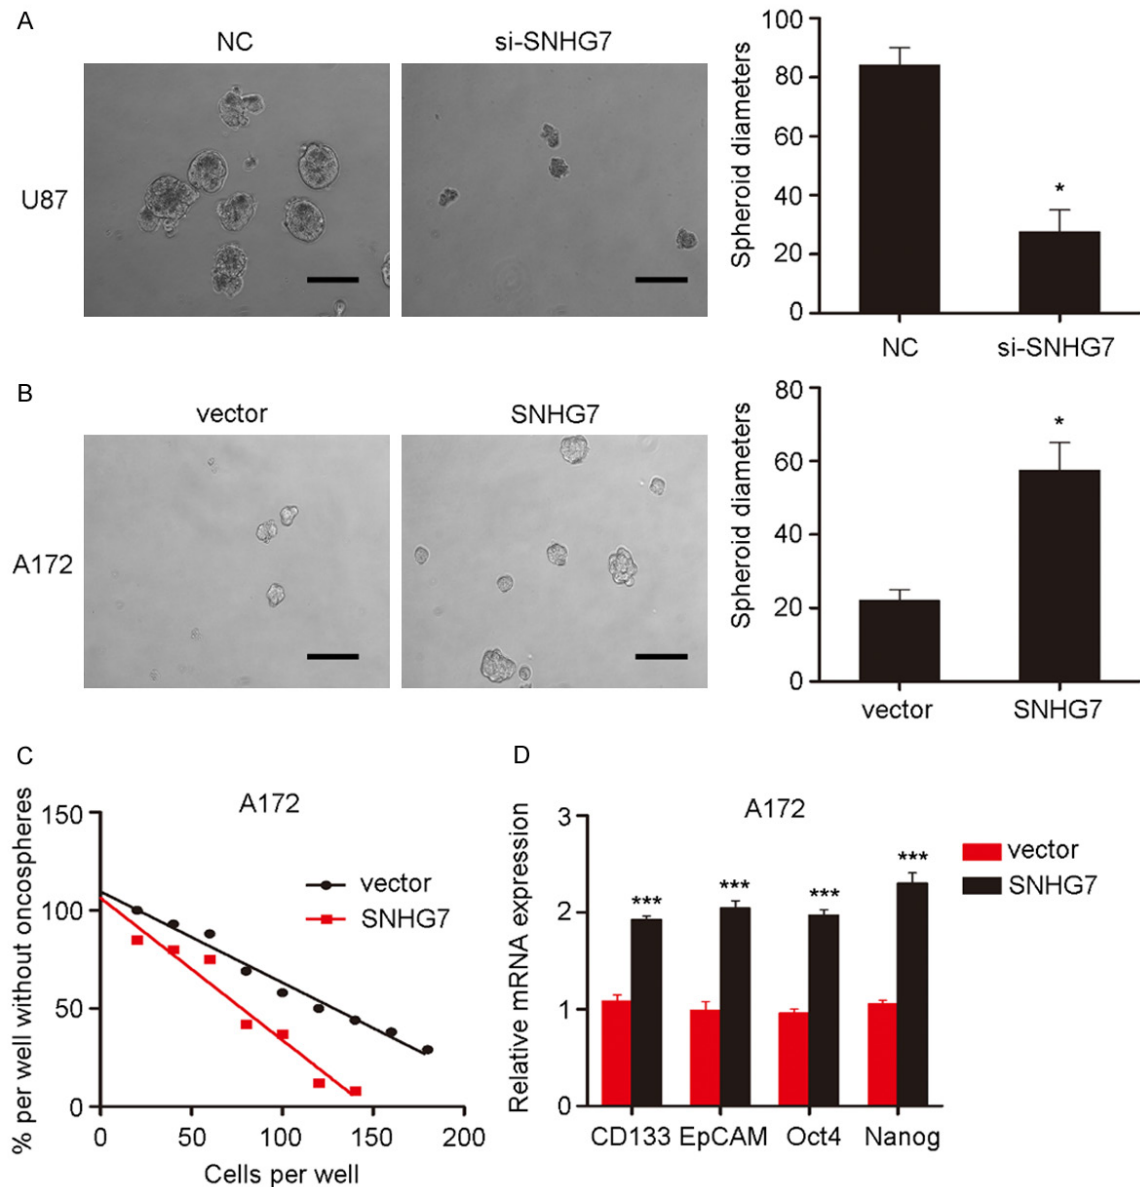 A
NC
si-SNHG7
U87
Spheroid diameters
100
80
60
40
20
0
*
NC
si-SNHG7
B
vector
SNHG7
A172
Spheroid diameters
80
60
40
20
0
*
vector
SNHG7
C
A172
% per well without oncospheres
150
100
50
0
vector
SNHG7
0 50 100 150 200
Cells per well
D
A172
Relative mRNA expression
3
2
1
0
*** *** *** ***
vector
SNHG7
CD133 EpCAM Oct4 Nanog